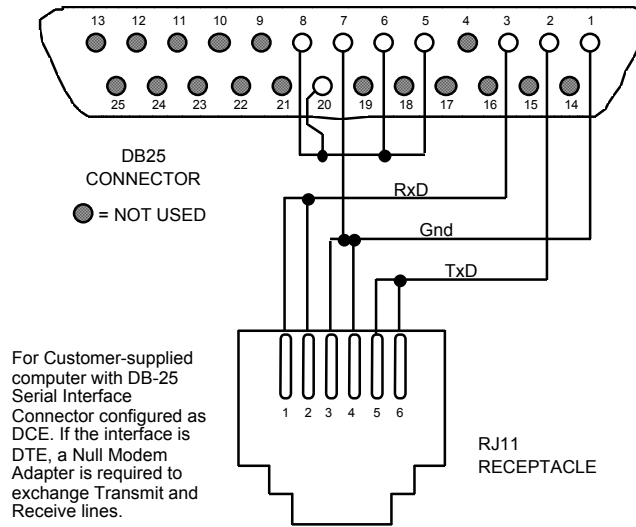 13 12 11 10 9 8 7 6 5 4 3 2 1
25 24 23 22 21 20 19 18 17 16 15 14
DB25
CONNECTOR
= NOT USED
RxD
Gnd
TxD
For Customer-supplied
computer with DB-25
Serial Interface
Connector configured as
DCE. If the interface is
DTE, a Null Modem
Adapter is required to
exchange Transmit and
Receive lines.
1 2 3 4 5 6
RJ11
RECEPTACLE